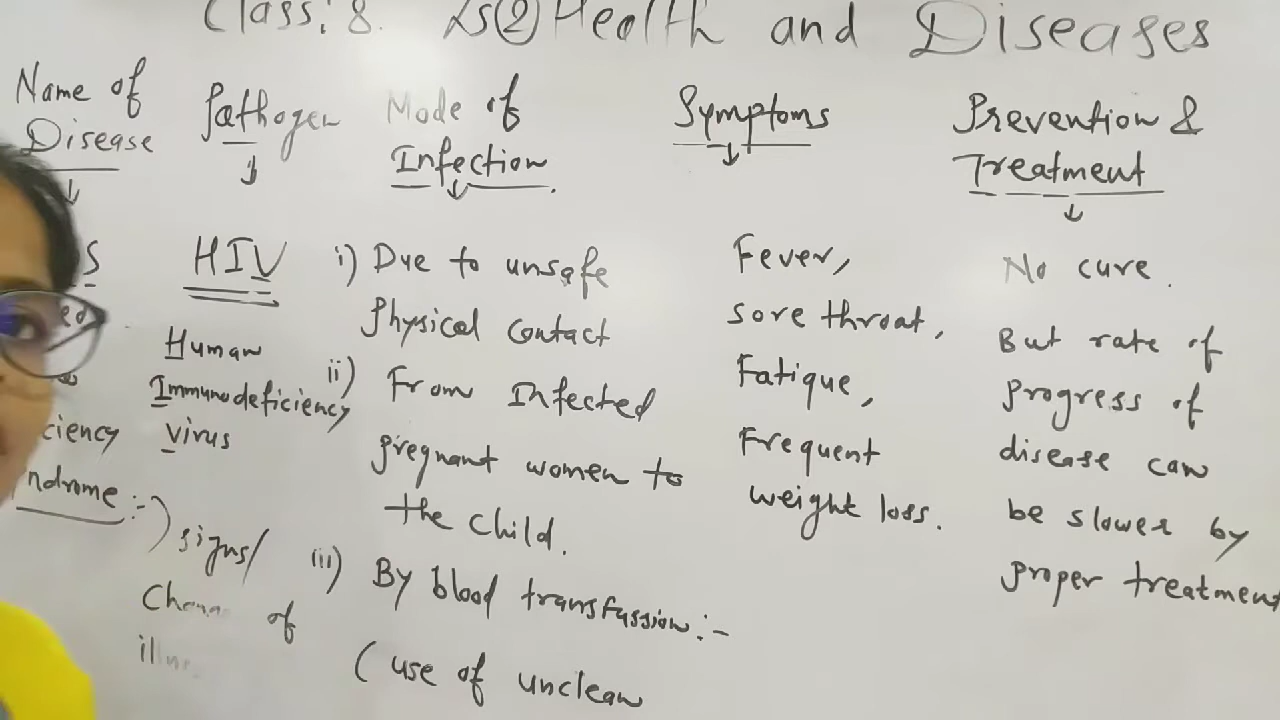 Class: 8. Ls② Health and Diseases
Name of
Disease
Pathogen
Mode of
Infection
Symptoms
Prevention &
Treatment
S
HIV
Human
Immunodeficiency
virus
ciency
ndrome :-)
signs/
of
i) Due to unsafe
Physical contact
ii) From Infected
pregnant women to
the child.
iii) By blood transfussion:-
(use of unclean
Fever,
sore throat,
Fatigue,
Frequent
weight loss.
No cure.
But rate of
Progress of
disease can
be slower by
proper treatment